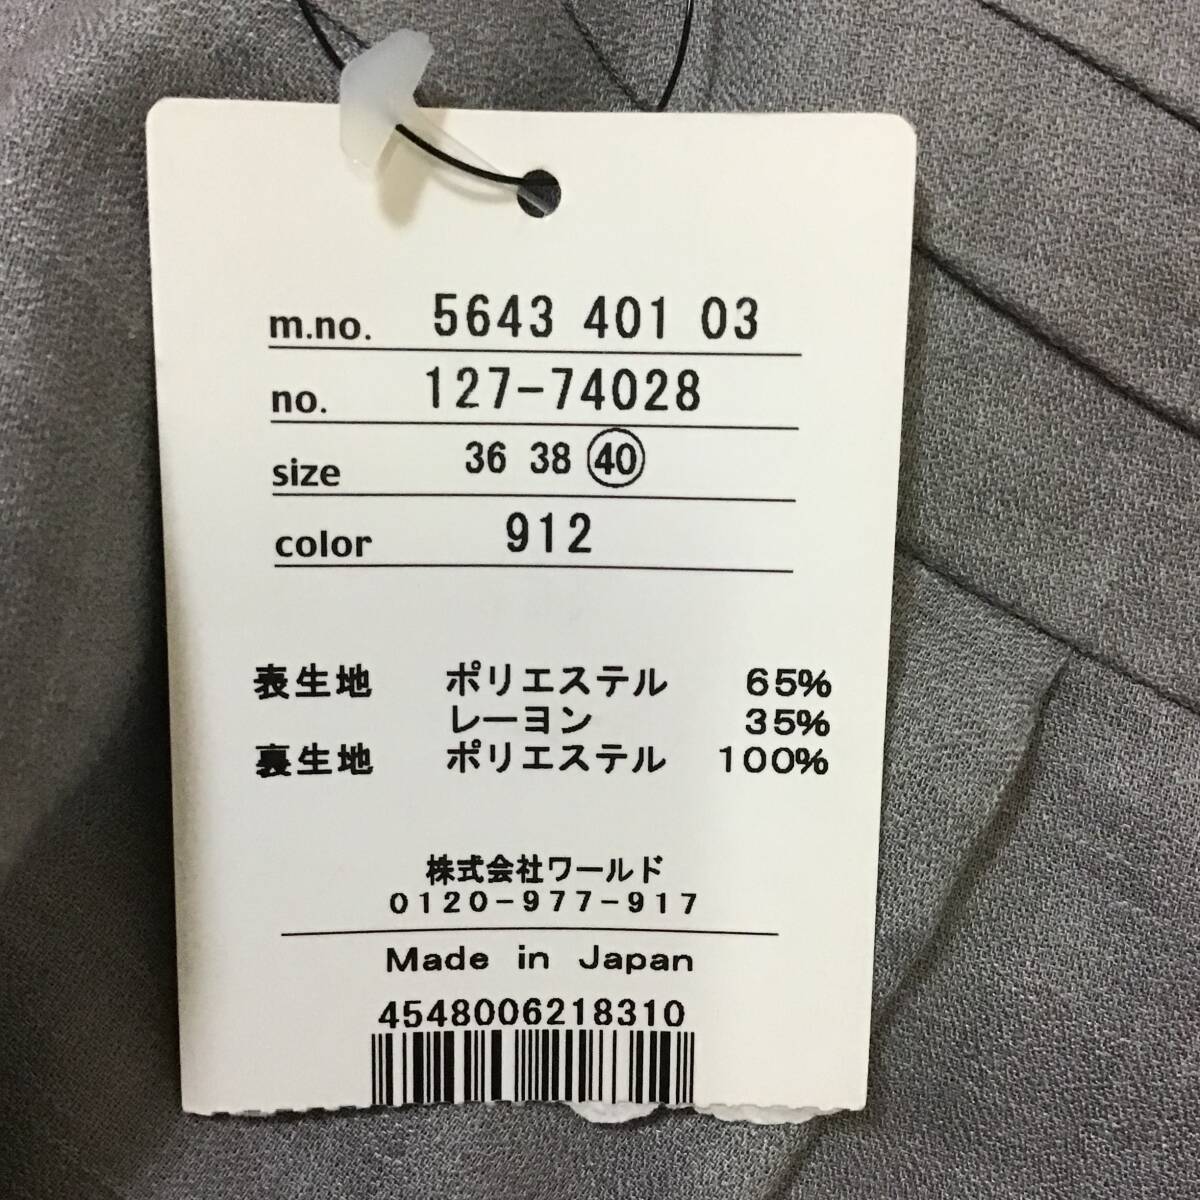 m.no. 5643 401 03
no. 127-74028
size 36 38 40
color 912
表生地 ポリエステル 65%
レーヨン 35%
裏生地 ポリエステル 100%
株式会社ワールド
0120-977-917
Made in Japan
4548006218310